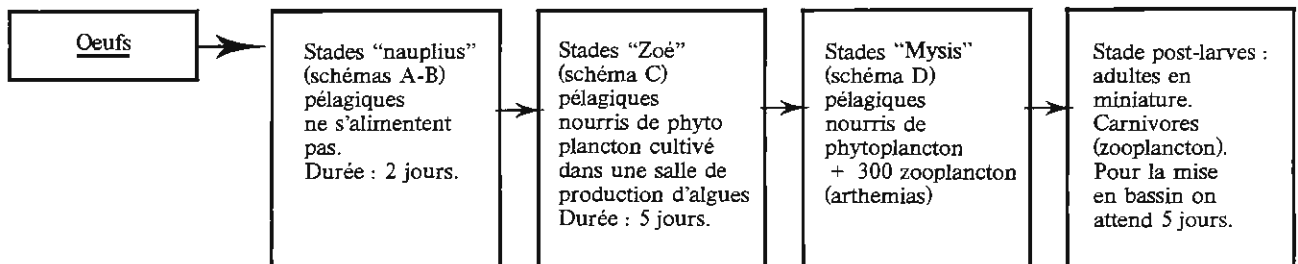 Oeufs
Stades “nauplius”
(schémas A-B)
pélagiques
ne s’alimentent
pas.
Durée : 2 jours.
Stades “Zoé”
(schéma C)
pélagiques
nourris de phyto
plancton cultivé
dans une salle de
production d’algues
Durée : 5 jours.
Stades “Mysis”
(schéma D)
pélagiques
nourris de
phytoplancton
+ 300 zooplancton
(arthemias)
Stade post-larves :
adultes en
miniature.
Carnivores
(zooplancton).
Pour la mise
en bassin on
attend 5 jours.